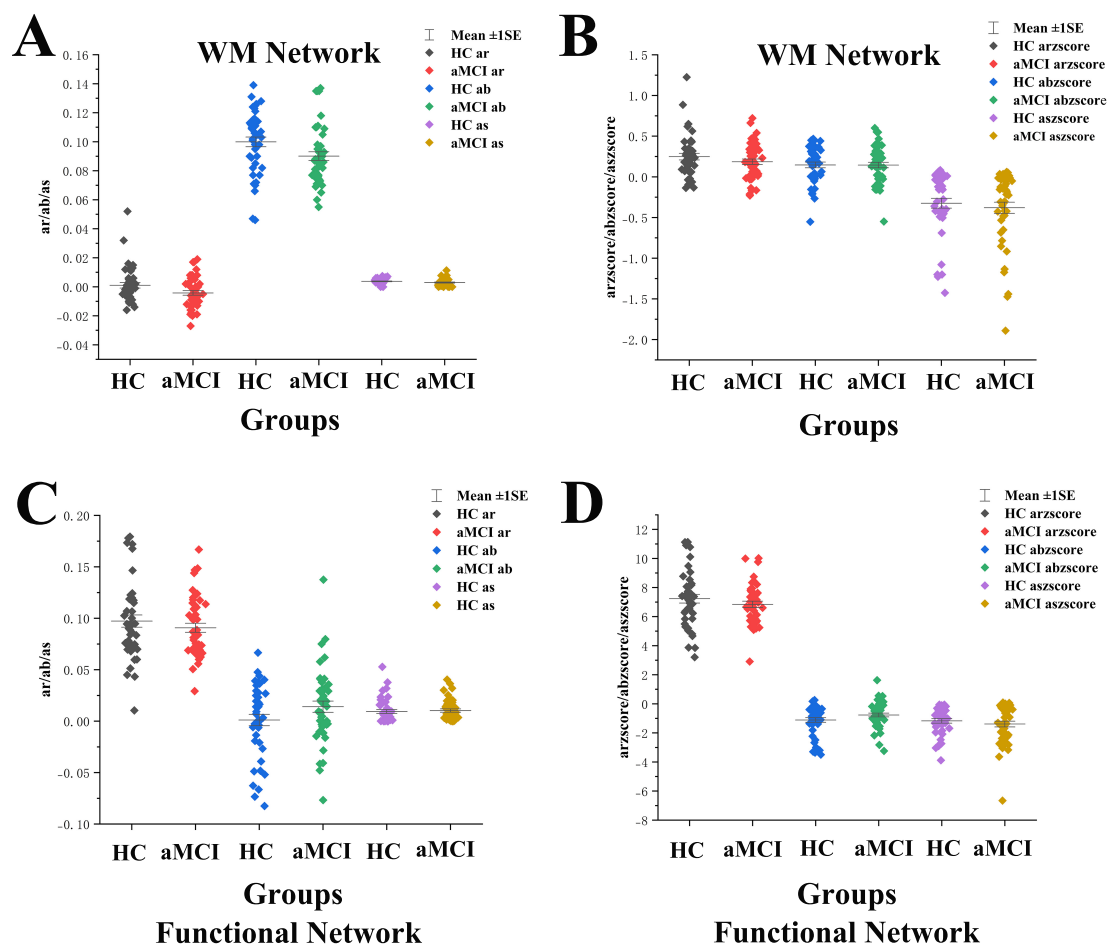 A
WM Network
Mean ±1SE
HC ar
aMCI ar
HC ab
aMCI ab
HC as
aMCI as
0.16
0.14
0.12
0.10
0.08
0.06
0.04
0.02
0.00
-0.02
-0.04
ar/ab/as
HC aMCI HC aMCI HC aMCI
Groups
B
WM Network
Mean ±1SE
HC arzscore
aMCI arzscore
HC abzscore
aMCI abzscore
HC aszscore
aMCI aszscore
1.5
1.0
0.5
0.0
-0.5
-1.0
-1.5
-2.0
arzscore/abzscore/aszscore
HC aMCI HC aMCI HC aMCI
Groups
C
Mean ±1SE
HC ar
aMCI ar
HC ab
aMCI ab
HC as
HC as
0.20
0.15
0.10
0.05
0.00
-0.05
-0.10
ar/ab/as
HC aMCI HC aMCI HC aMCI
Groups
Functional Network
D
Mean ±1SE
HC arzscore
aMCI arzscore
HC abzscore
aMCI abzscore
HC aszscore
aMCI aszscore
12
10
8
6
4
2
0
-2
-4
-6
-8
arzscore/abzscore/aszscore
HC aMCI HC aMCI HC aMCI
Groups
Functional Network